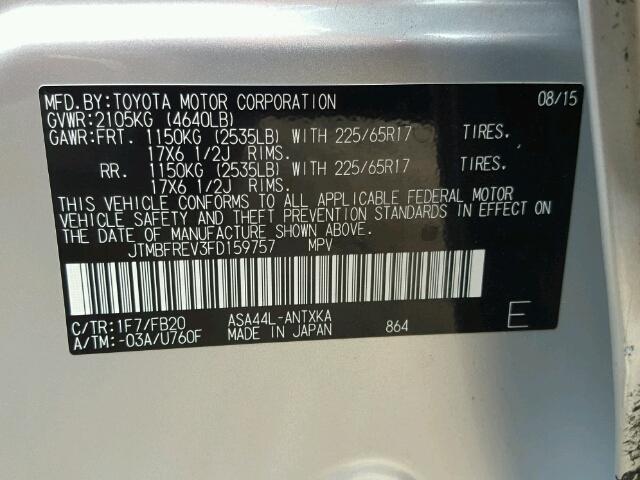 MFD.BY:TOYOTA MOTOR CORPORATION 08/15
GVWR:2105KG (4640LB)
GAWR:FRT. 1150KG (2535LB) WITH 225/65R17 TIRES.
17X6 1/2J RIMS.
RR. 1150KG (2535LB) WITH 225/65R17 TIRES.
17X6 1/2J RIMS.
THIS VEHICLE CONFORMS TO ALL APPLICABLE FEDERAL MOTOR
VEHICLE SAFETY AND THEFT PREVENTION STANDARDS IN EFFECT ON
THE DATE OF MANUFACTURE SHOWN ABOVE.
JTMBFREV3FD159757 MPV
C/TR:1F7/FB20 ASA44L-ANTXKA
A/TM:-03A/U760F MADE IN JAPAN 864 E